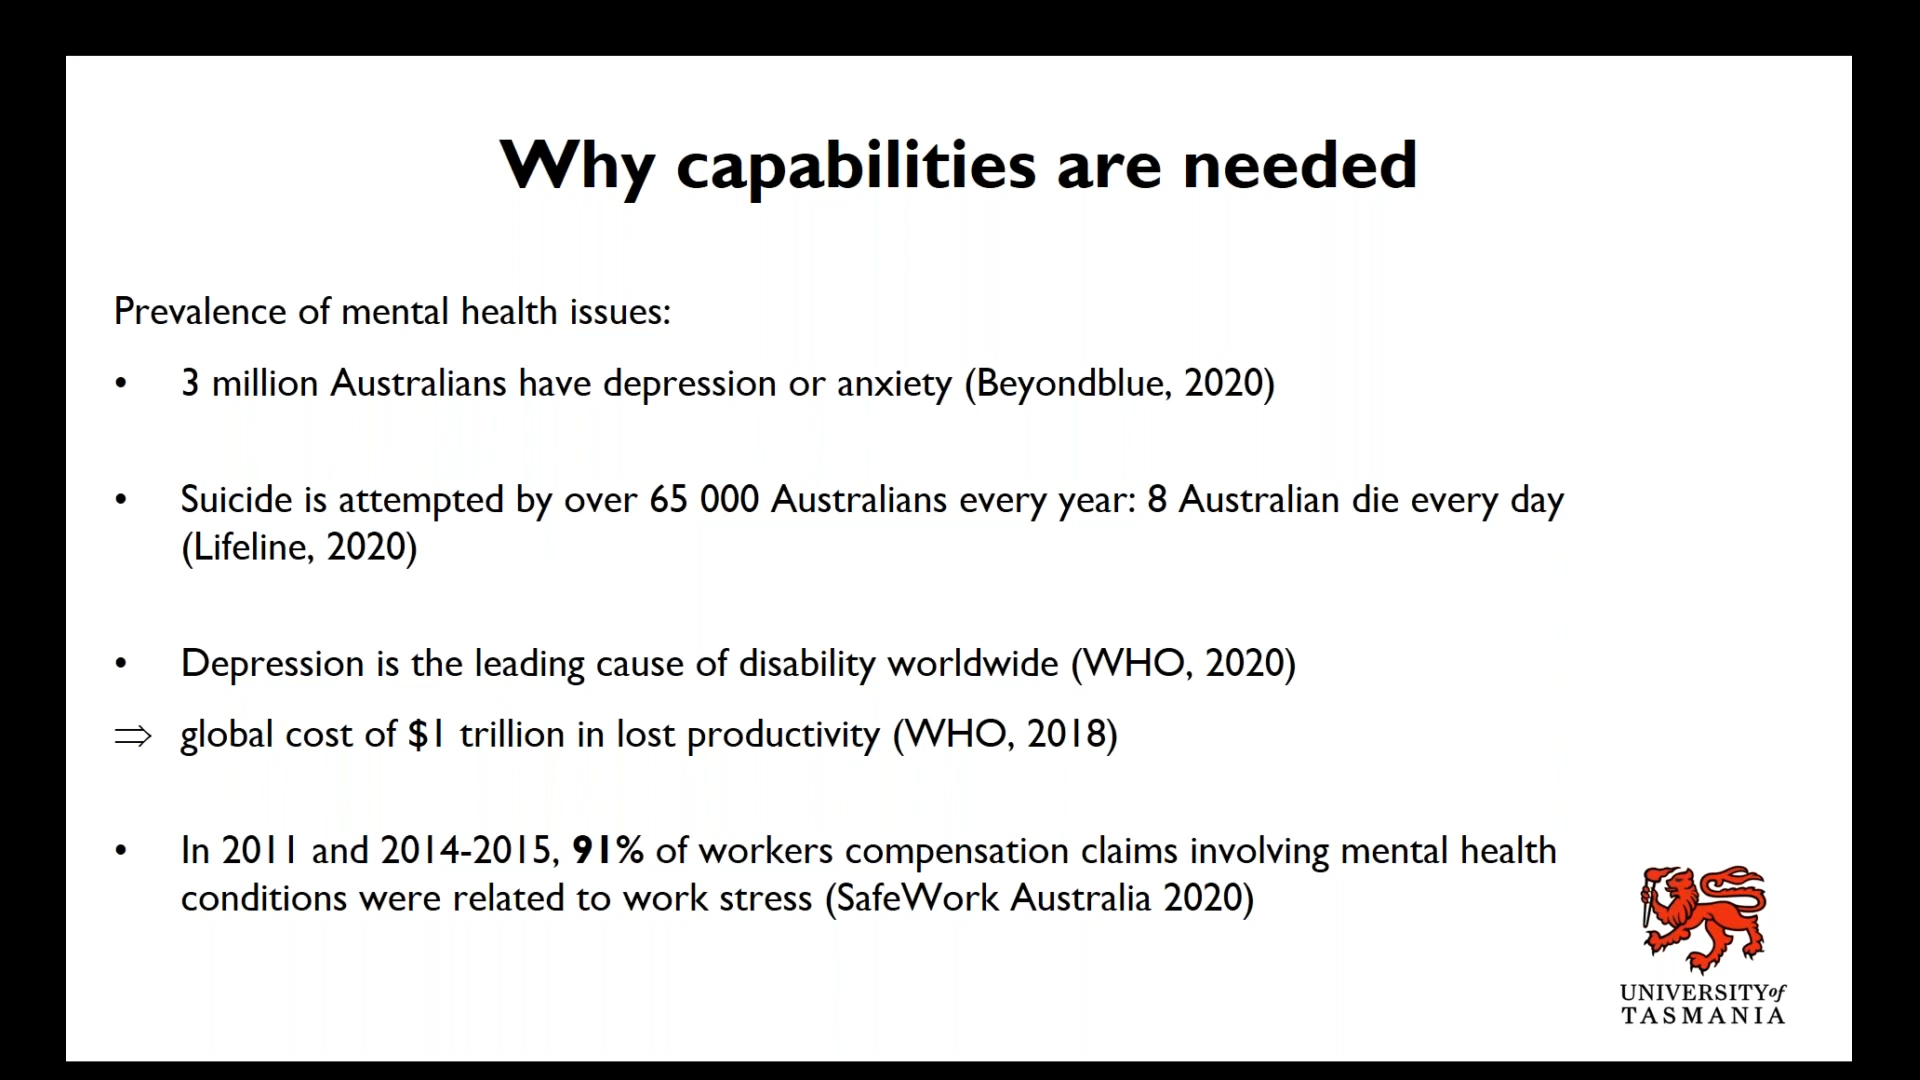 Why capabilities are needed
Prevalence of mental health issues:
• 3 million Australians have depression or anxiety (Beyondblue, 2020)
• Suicide is attempted by over 65 000 Australians every year: 8 Australian die every day
(Lifeline, 2020)
• Depression is the leading cause of disability worldwide (WHO, 2020)
⇒ global cost of $1 trillion in lost productivity (WHO, 2018)
• In 2011 and 2014-2015, 91% of workers compensation claims involving mental health
conditions were related to work stress (SafeWork Australia 2020)
UNIVERSITY of
TASMANIA